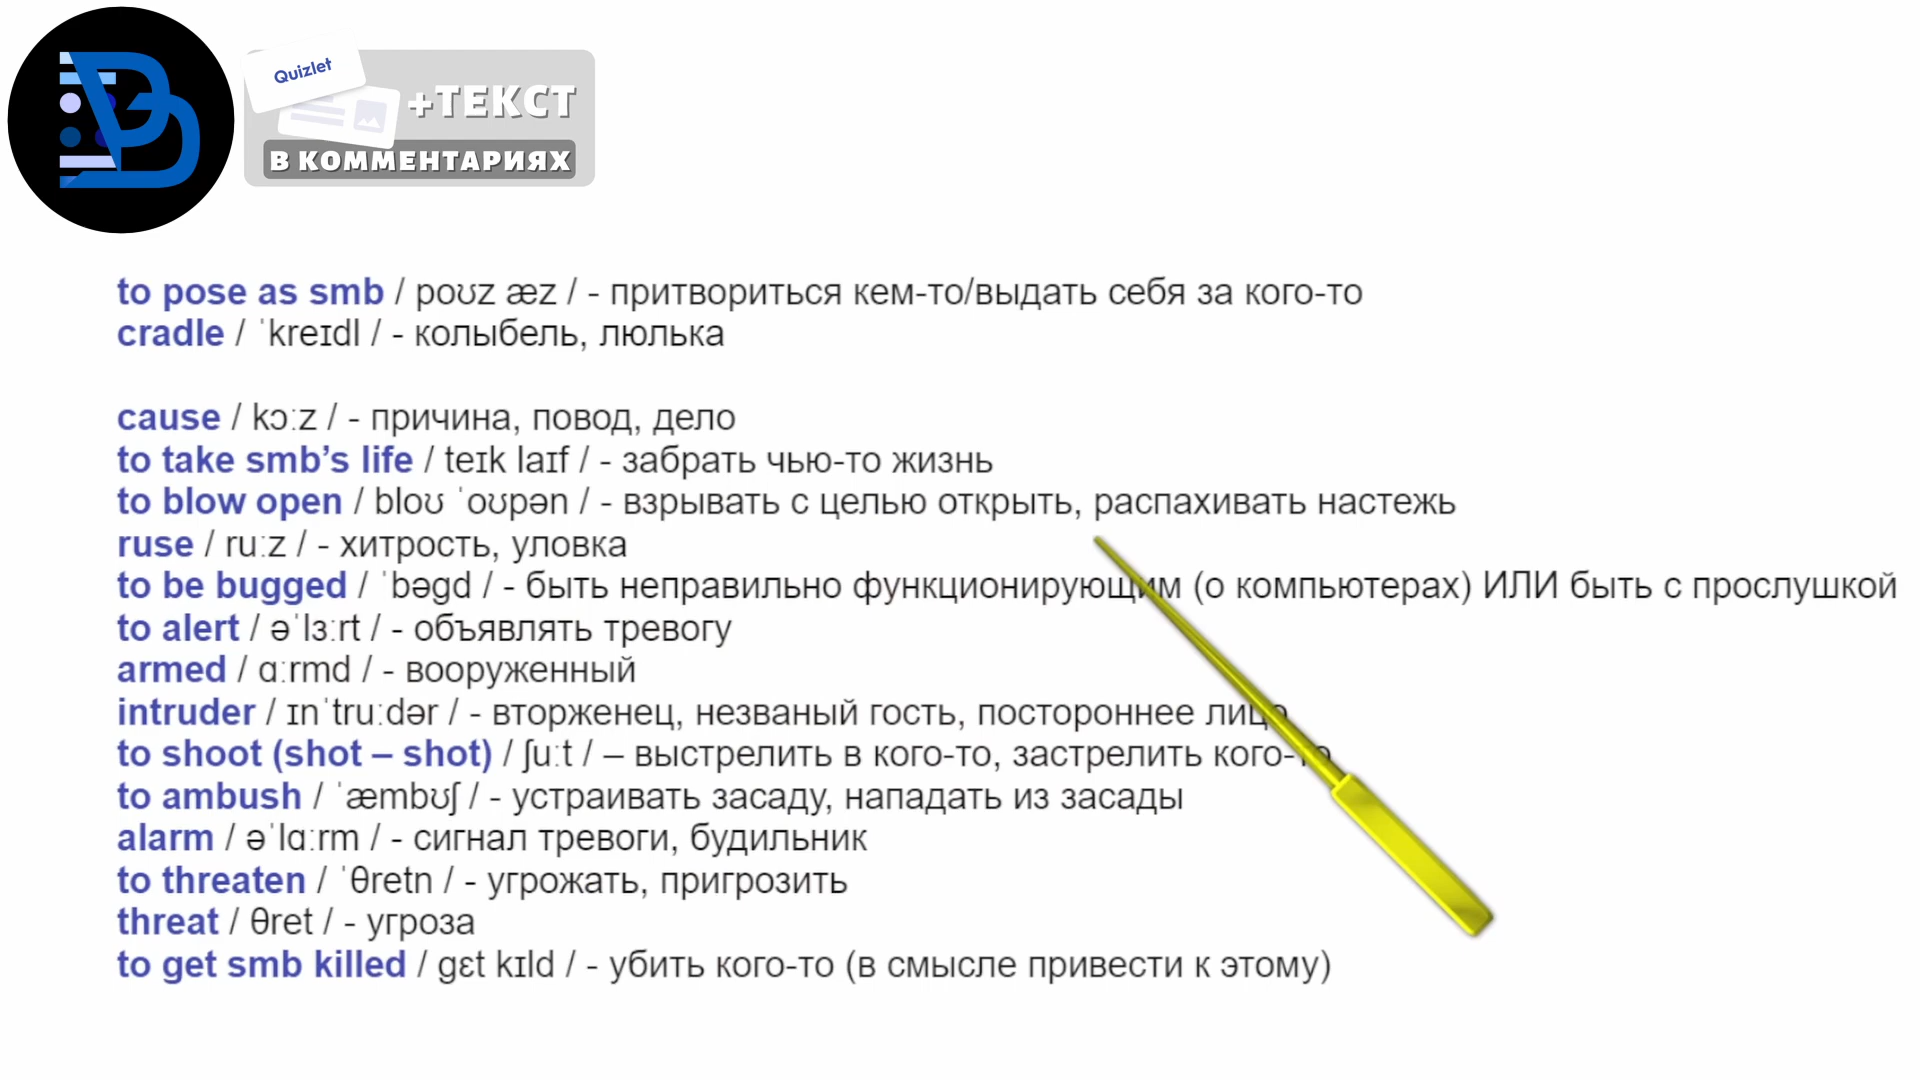 Quizlet
+ТЕКСТ
В КОММЕНТАРИЯХ
to pose as smb / poʊz æz / - притвориться кем-то/выдать себя за кого-то
cradle / ˈkreɪdl / - колыбель, люлька
cause / kɔːz / - причина, повод, дело
to take smb’s life / teɪk laɪf / - забрать чью-то жизнь
to blow open / bloʊ ˈoʊpən / - взрывать с целью открыть, распахивать настежь
ruse / ruːz / - хитрость, уловка
to be bugged / ˈbəgd / - быть неправильно функционирующим (о компьютерах) ИЛИ быть с прослушкой
to alert / əˈlɜːrt / - объявлять тревогу
armed / ɑːrmd / - вооруженный
intruder / ɪnˈtruːdər / - вторженец, незваный гость, постороннее лицо
to shoot (shot – shot) / ʃuːt / – выстрелить в кого-то, застрелить кого-то
to ambush / ˈæmbʊʃ / - устраивать засаду, нападать из засады
alarm / əˈlɑːrm / - сигнал тревоги, будильник
to threaten / ˈθretn / - угрожать, пригрозить
threat / θret / - угроза
to get smb killed / gɛt kɪld / - убить кого-то (в смысле привести к этому)